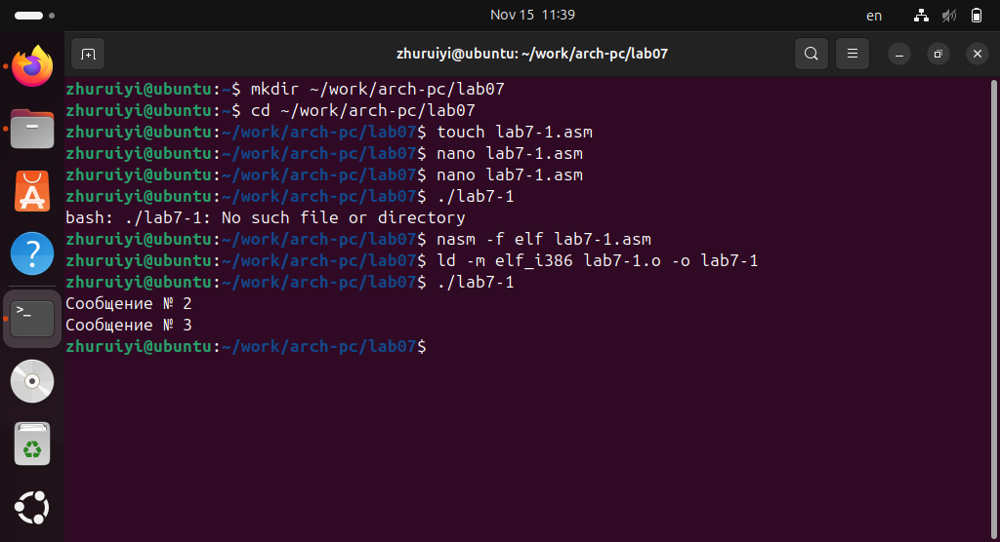 Nov 15 11:39
en
zhuruiyi@ubuntu: ~/work/arch-pc/lab07
zhuruiyi@ubuntu:~$ mkdir ~/work/arch-pc/lab07
zhuruiyi@ubuntu:~$ cd ~/work/arch-pc/lab07
zhuruiyi@ubuntu:~/work/arch-pc/lab07$ touch lab7-1.asm
zhuruiyi@ubuntu:~/work/arch-pc/lab07$ nano lab7-1.asm
zhuruiyi@ubuntu:~/work/arch-pc/lab07$ nano lab7-1.asm
zhuruiyi@ubuntu:~/work/arch-pc/lab07$ ./lab7-1
bash: ./lab7-1: No such file or directory
zhuruiyi@ubuntu:~/work/arch-pc/lab07$ nasm -f elf lab7-1.asm
zhuruiyi@ubuntu:~/work/arch-pc/lab07$ ld -m elf_i386 lab7-1.o -o lab7-1
zhuruiyi@ubuntu:~/work/arch-pc/lab07$ ./lab7-1
Сообщение № 2
Сообщение № 3
zhuruiyi@ubuntu:~/work/arch-pc/lab07$